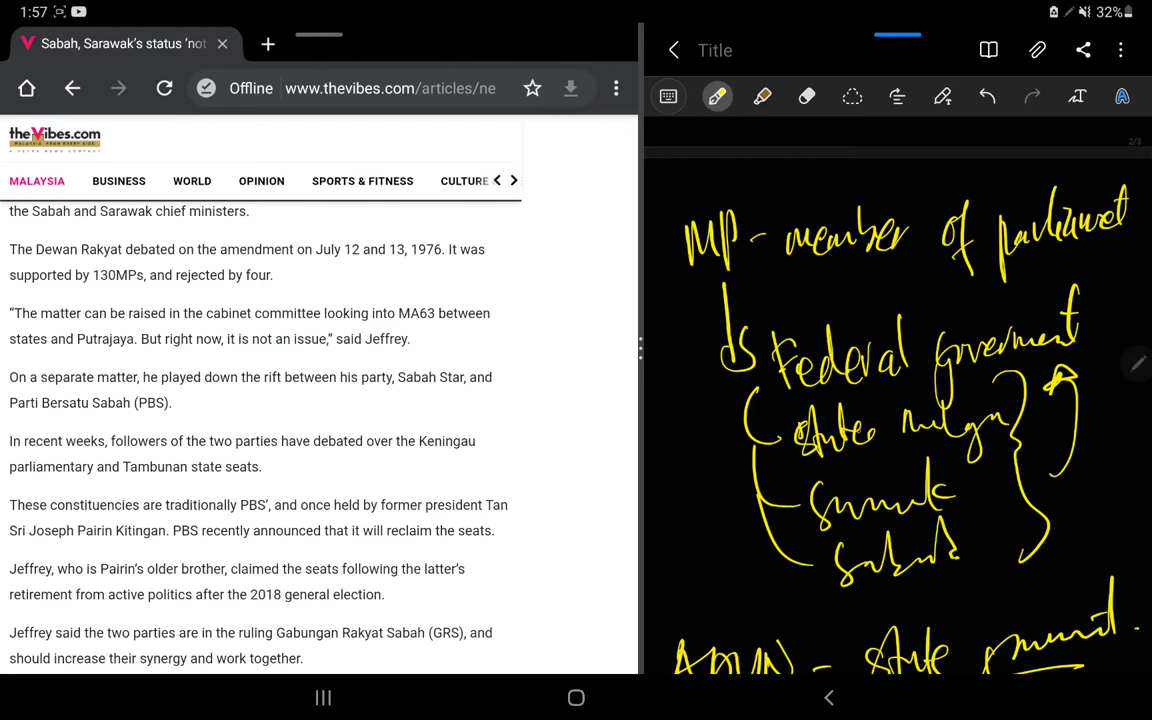 1:57
32%
Sabah, Sarawak's status 'not
Title
Offline www.thevibes.com/articles/ne
theVibes.com
2/3
MALAYSIA BUSINESS WORLD OPINION SPORTS & FITNESS CULTURE
the Sabah and Sarawak chief ministers.
The Dewan Rakyat debated on the amendment on July 12 and 13, 1976. It was
supported by 130MPs, and rejected by four.
“The matter can be raised in the cabinet committee looking into MA63 between
states and Putrajaya. But right now, it is not an issue,” said Jeffrey.
On a separate matter, he played down the rift between his party, Sabah Star, and
Parti Bersatu Sabah (PBS).
In recent weeks, followers of the two parties have debated over the Keningau
parliamentary and Tambunan state seats.
These constituencies are traditionally PBS’, and once held by former president Tan
Sri Joseph Pairin Kitingan. PBS recently announced that it will reclaim the seats.
Jeffrey, who is Pairin’s older brother, claimed the seats following the latter’s
retirement from active politics after the 2018 general election.
Jeffrey said the two parties are in the ruling Gabungan Rakyat Sabah (GRS), and
should increase their synergy and work together.
MP - member of parliament
Federal goverment
state
ADUN - state